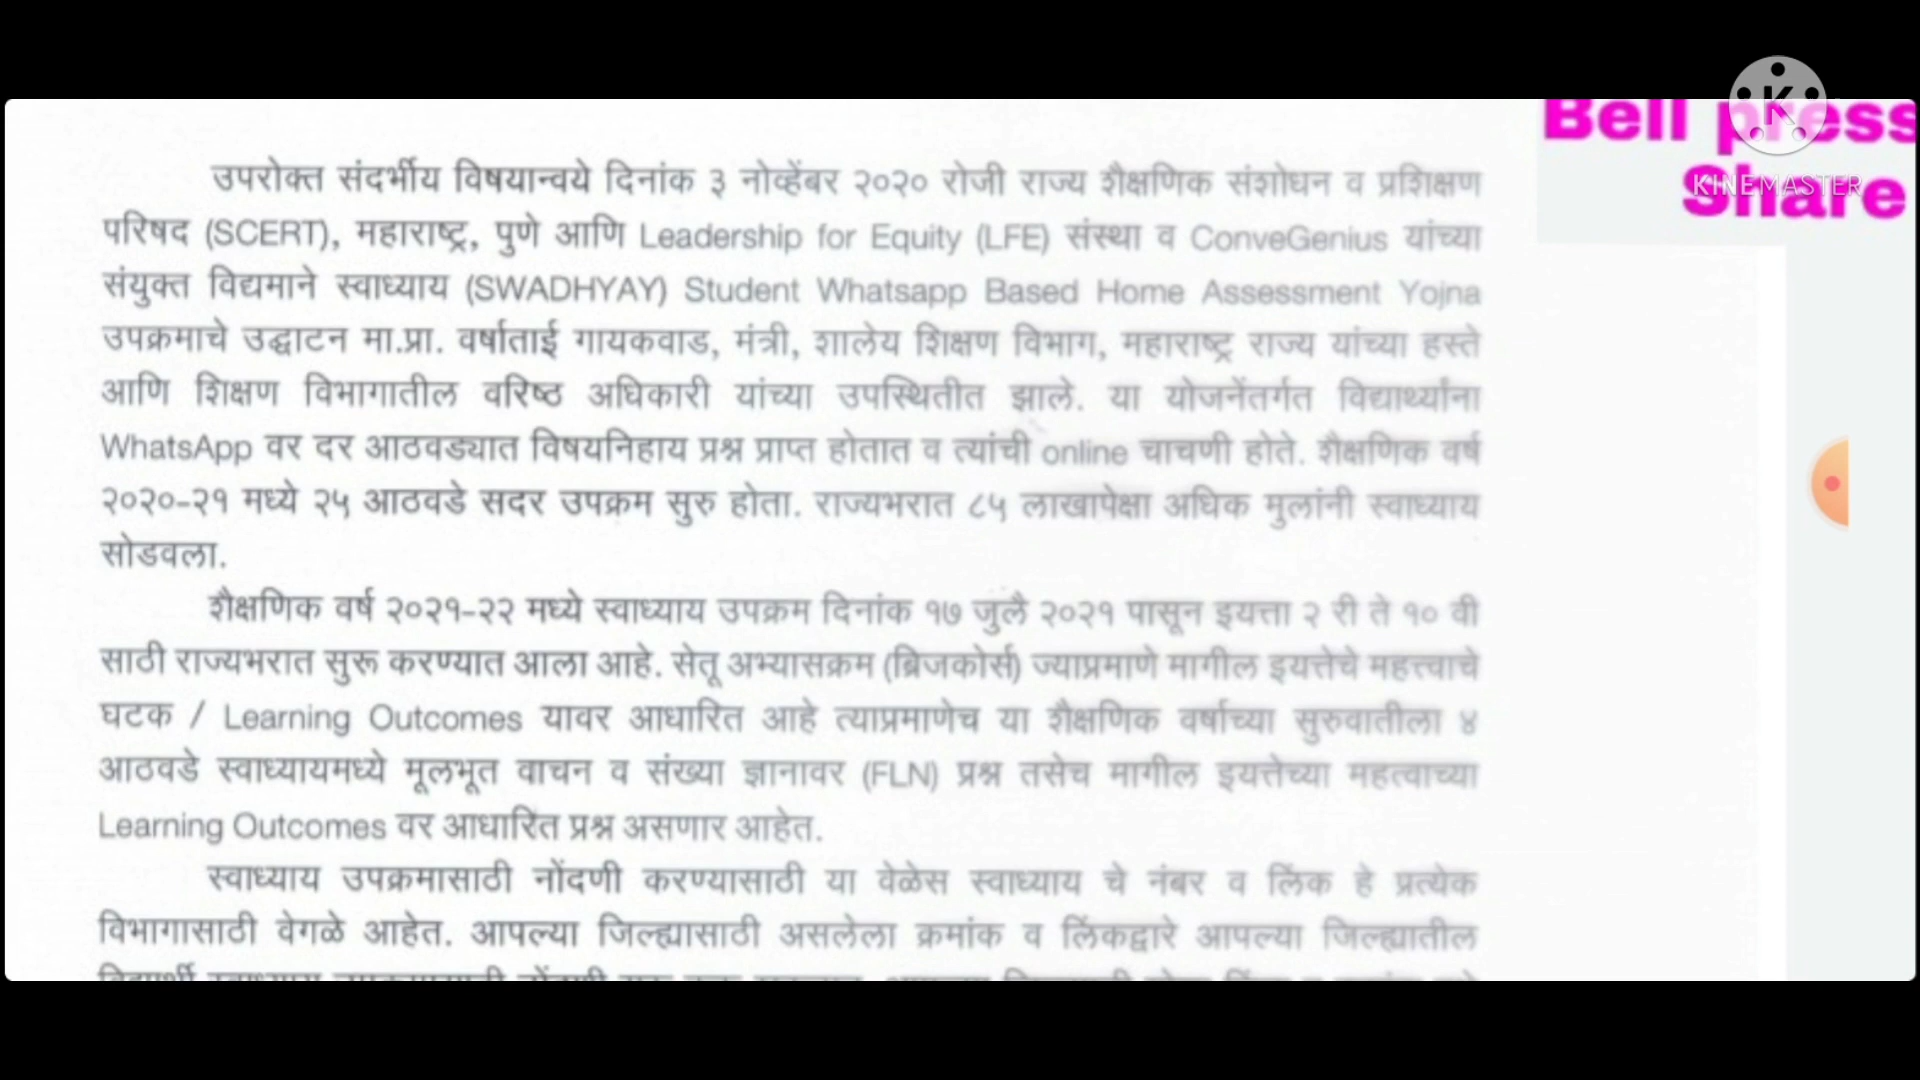 Bell press
Share
KINEMASTER
उपरोक्त संदर्भीय विषयान्वये दिनांक ३ नोव्हेंबर २०२० रोजी राज्य शैक्षणिक संशोधन व प्रशिक्षण
परिषद (SCERT), महाराष्ट्र, पुणे आणि Leadership for Equity (LFE) संस्था व ConveGenius यांच्या
संयुक्त विद्यमाने स्वाध्याय (SWADHYAY) Student Whatsapp Based Home Assessment Yojna
उपक्रमाचे उद्घाटन मा.प्रा. वर्षाताई गायकवाड, मंत्री, शालेय शिक्षण विभाग, महाराष्ट्र राज्य यांच्या हस्ते
आणि शिक्षण विभागातील वरिष्ठ अधिकारी यांच्या उपस्थितीत झाले. या योजनेंतर्गत विद्यार्थ्यांना
WhatsApp वर दर आठवड्यात विषयनिहाय प्रश्न प्राप्त होतात व त्यांची online चाचणी होते. शैक्षणिक वर्ष
२०२०-२१ मध्ये २५ आठवडे सदर उपक्रम सुरु होता. राज्यभरात ८५ लाखापेक्षा अधिक मुलांनी स्वाध्याय
सोडवला.
शैक्षणिक वर्ष २०२१-२२ मध्ये स्वाध्याय उपक्रम दिनांक १७ जुलै २०२१ पासून इयत्ता २ री ते १० वी
साठी राज्यभरात सुरू करण्यात आला आहे. सेतू अभ्यासक्रम (ब्रिजकोर्स) ज्याप्रमाणे मागील इयत्तेचे महत्त्वाचे
घटक / Learning Outcomes यावर आधारित आहे त्याप्रमाणेच या शैक्षणिक वर्षाच्या सुरुवातीला ४
आठवडे स्वाध्यायमध्ये मूलभूत वाचन व संख्या ज्ञानावर (FLN) प्रश्न तसेच मागील इयत्तेच्या महत्वाच्या
Learning Outcomes वर आधारित प्रश्न असणार आहेत.
स्वाध्याय उपक्रमासाठी नोंदणी करण्यासाठी या वेळेस स्वाध्याय चे नंबर व लिंक हे प्रत्येक
विभागासाठी वेगळे आहेत. आपल्या जिल्ह्यासाठी असलेला क्रमांक व लिंकद्वारे आपल्या जिल्ह्यातील